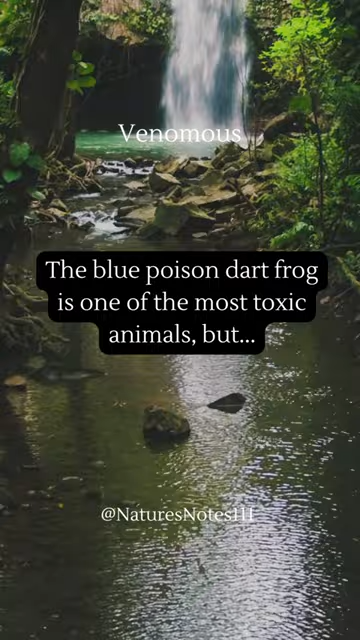 Venomous
The blue poison dart frog
is one of the most toxic
animals, but...
@NaturesNotes111